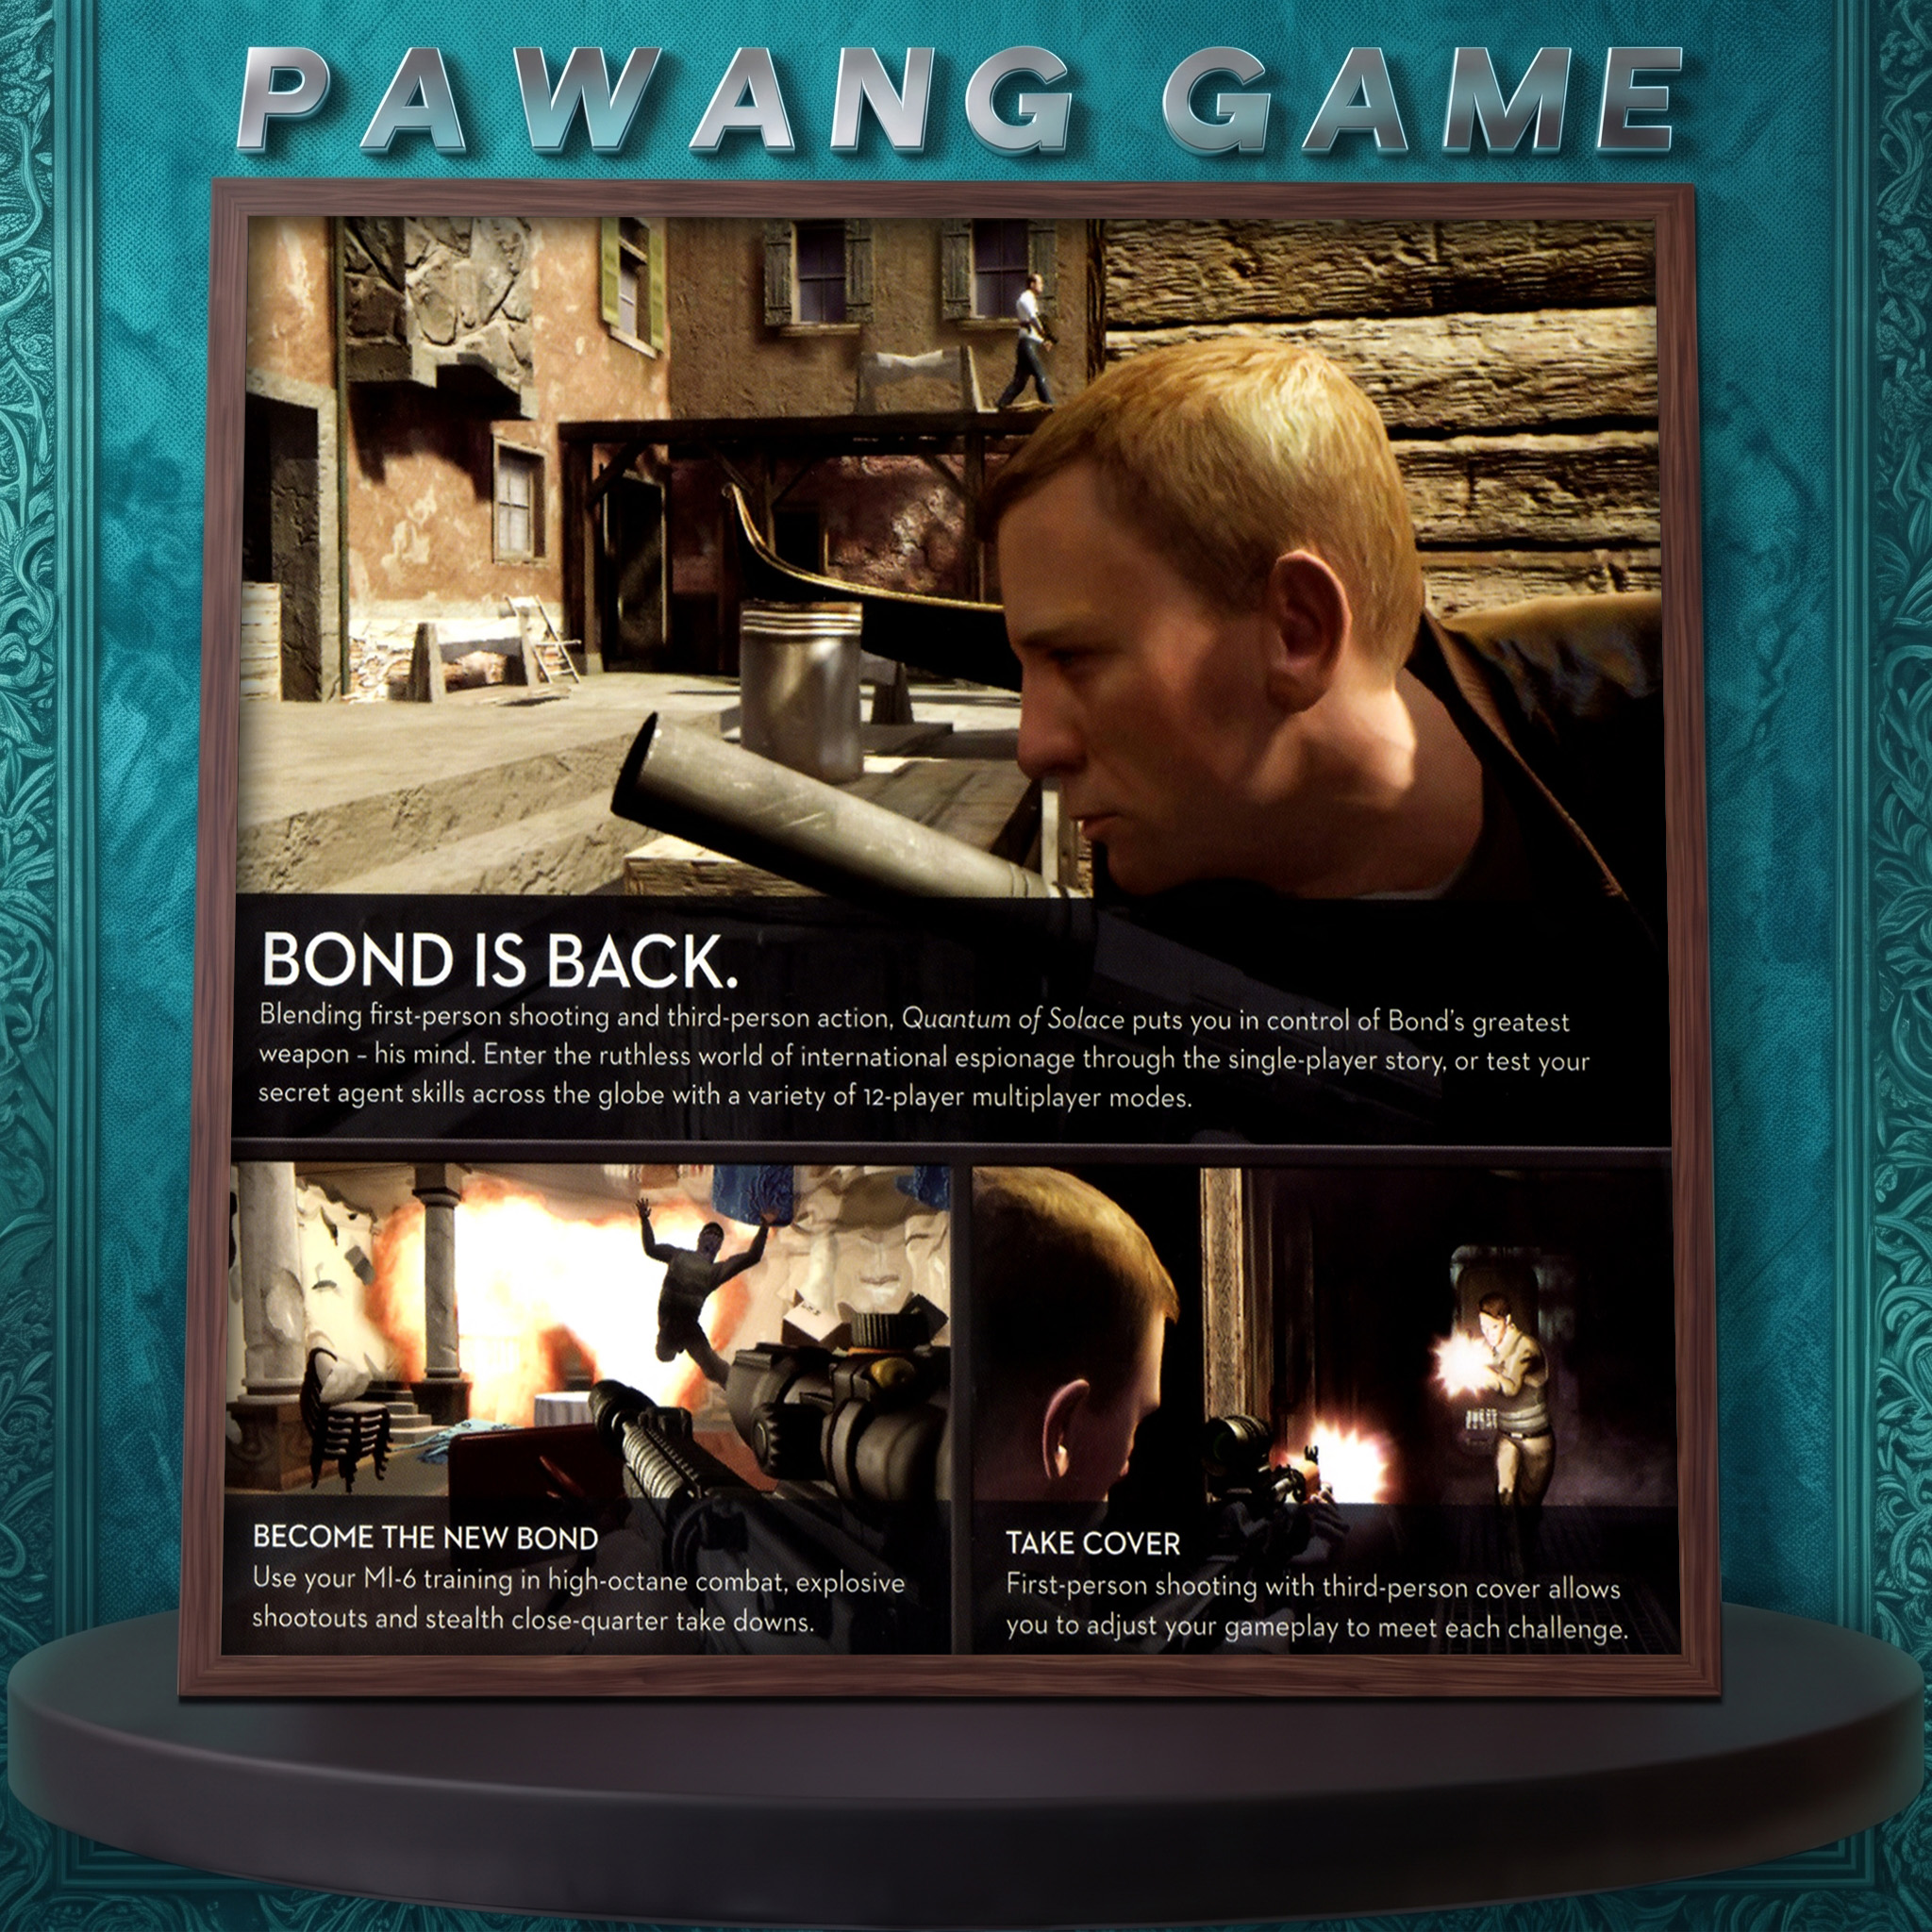 PAWANG GAME
BOND IS BACK.
Blending first-person shooting and third-person action, Quantum of Solace puts you in control of Bond's greatest
weapon – his mind. Enter the ruthless world of international espionage through the single-player story, or test your
secret agent skills across the globe with a variety of 12-player multiplayer modes.
BECOME THE NEW BOND
Use your MI-6 training in high-octane combat, explosive
shootouts and stealth close-quarter take downs.
TAKE COVER
First-person shooting with third-person cover allows
you to adjust your gameplay to meet each challenge.